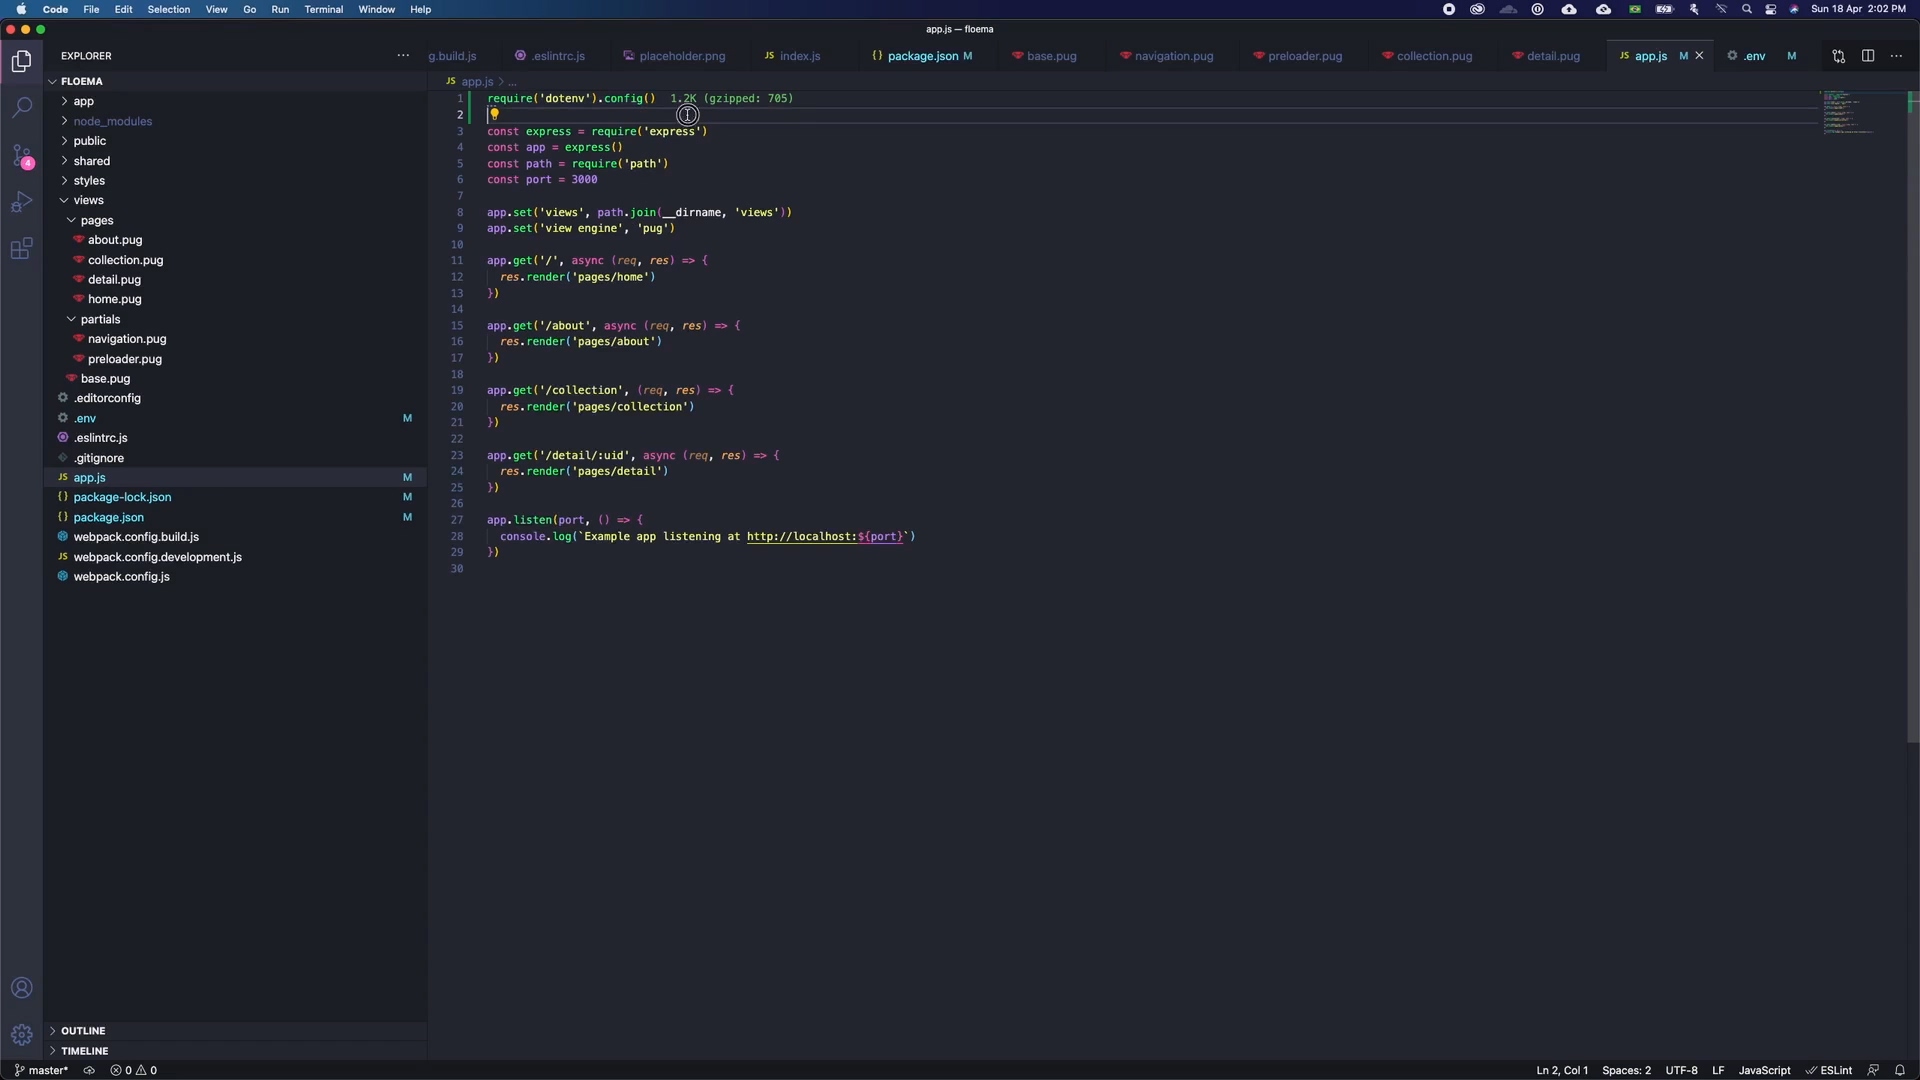 Code File Edit Selection View Go Run Terminal Window Help
Sun 18 Apr 2:02 PM
app.js — floema
EXPLORER
g.build.js .eslintrc.js placeholder.png index.js package.json M base.pug navigation.pug preloader.pug collection.pug detail.pug app.js M .env M
FLOEMA
app
node_modules
public
shared
styles
views
pages
about.pug
collection.pug
detail.pug
home.pug
partials
navigation.pug
preloader.pug
base.pug
.editorconfig
.env M
.eslintrc.js
.gitignore
app.js M
package-lock.json M
package.json M
webpack.config.build.js
webpack.config.development.js
webpack.config.js
OUTLINE
TIMELINE
4
JS app.js > ...
1 require('dotenv').config() 1.2K (gzipped: 705)
2
3 const express = require('express')
4 const app = express()
5 const path = require('path')
6 const port = 3000
7
8 app.set('views', path.join(__dirname, 'views'))
9 app.set('view engine', 'pug')
10
11 app.get('/', async (req, res) => {
12 res.render('pages/home')
13 })
14
15 app.get('/about', async (req, res) => {
16 res.render('pages/about')
17 })
18
19 app.get('/collection', (req, res) => {
20 res.render('pages/collection')
21 })
22
23 app.get('/detail/:uid', async (req, res) => {
24 res.render('pages/detail')
25 })
26
27 app.listen(port, () => {
28 console.log(`Example app listening at http://localhost:${port}`)
29 })
30
master* 0 0
Ln 2, Col 1 Spaces: 2 UTF-8 LF JavaScript ESLint